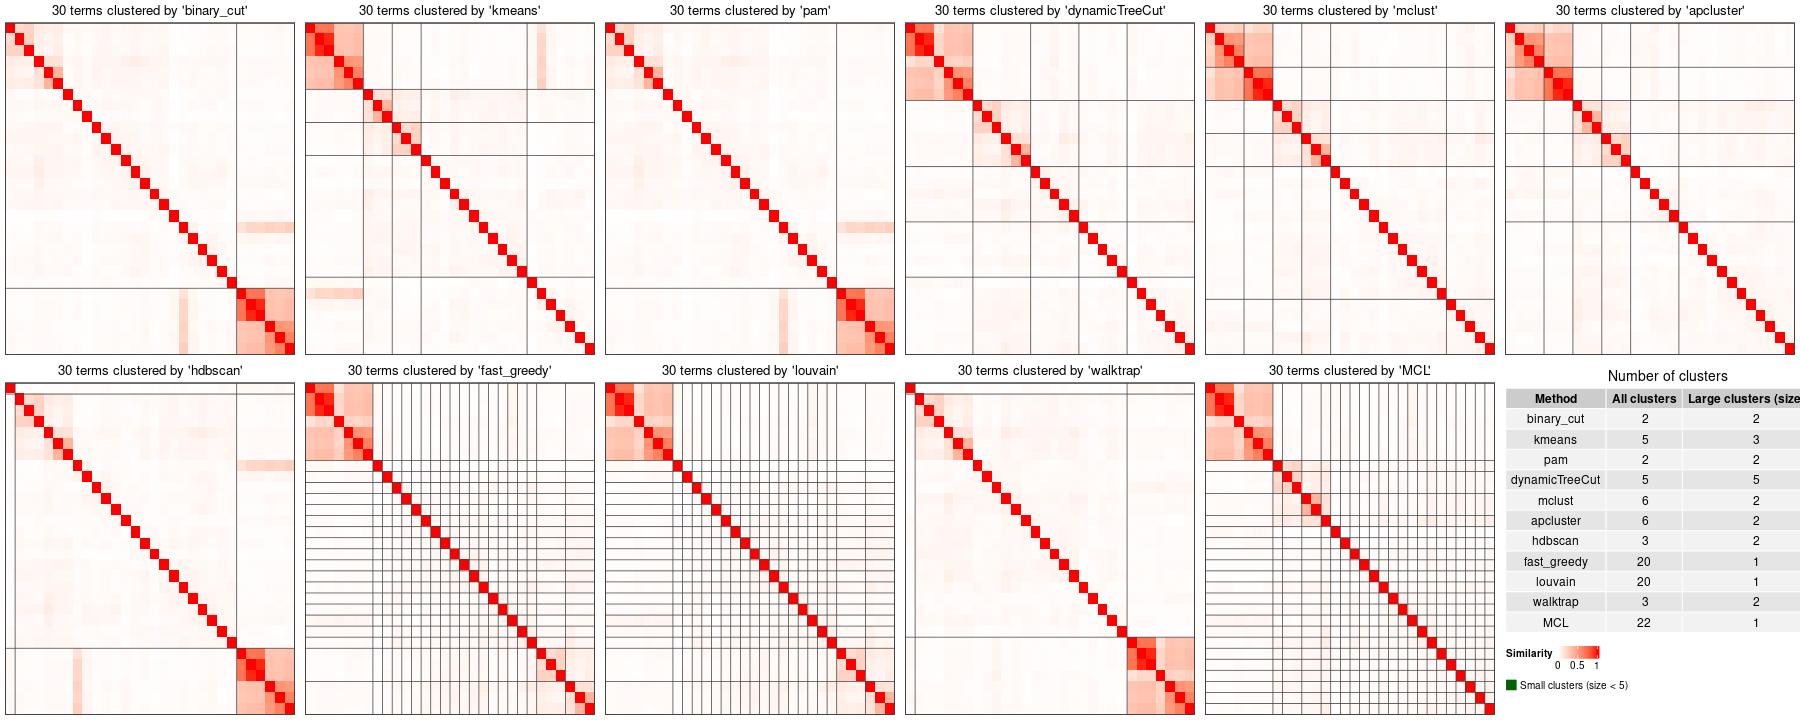 30 terms clustered by 'binary_cut'
30 terms clustered by 'kmeans'
30 terms clustered by 'pam'
30 terms clustered by 'dynamicTreeCut'
30 terms clustered by 'mclust'
30 terms clustered by 'apcluster'
30 terms clustered by 'hdbscan'
30 terms clustered by 'fast_greedy'
30 terms clustered by 'louvain'
30 terms clustered by 'walktrap'
30 terms clustered by 'MCL'
Number of clusters
Method All clusters Large clusters (size
binary_cut 2 2
kmeans 5 3
pam 2 2
dynamicTreeCut 5 5
mclust 6 2
apcluster 6 2
hdbscan 3 2
fast_greedy 20 1
louvain 20 1
walktrap 3 2
MCL 22 1
Similarity
0 0.5 1
Small clusters (size < 5)